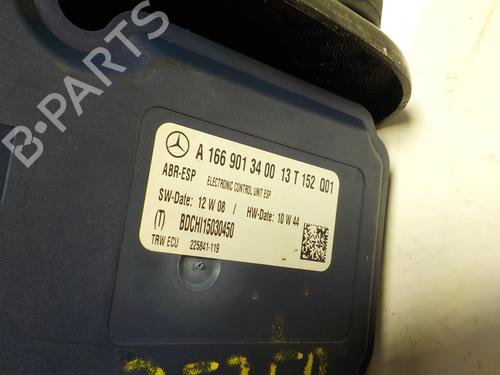 B-PARTS
A 166 901 34 00 13 T 152 Q01
ABR-ESP ELECTRONIC CONTROL UNIT ESP
SW-Date: 12 W 08 / HW-Date: 10 W 44
BDCHI15030450
TRW ECU 225841-119